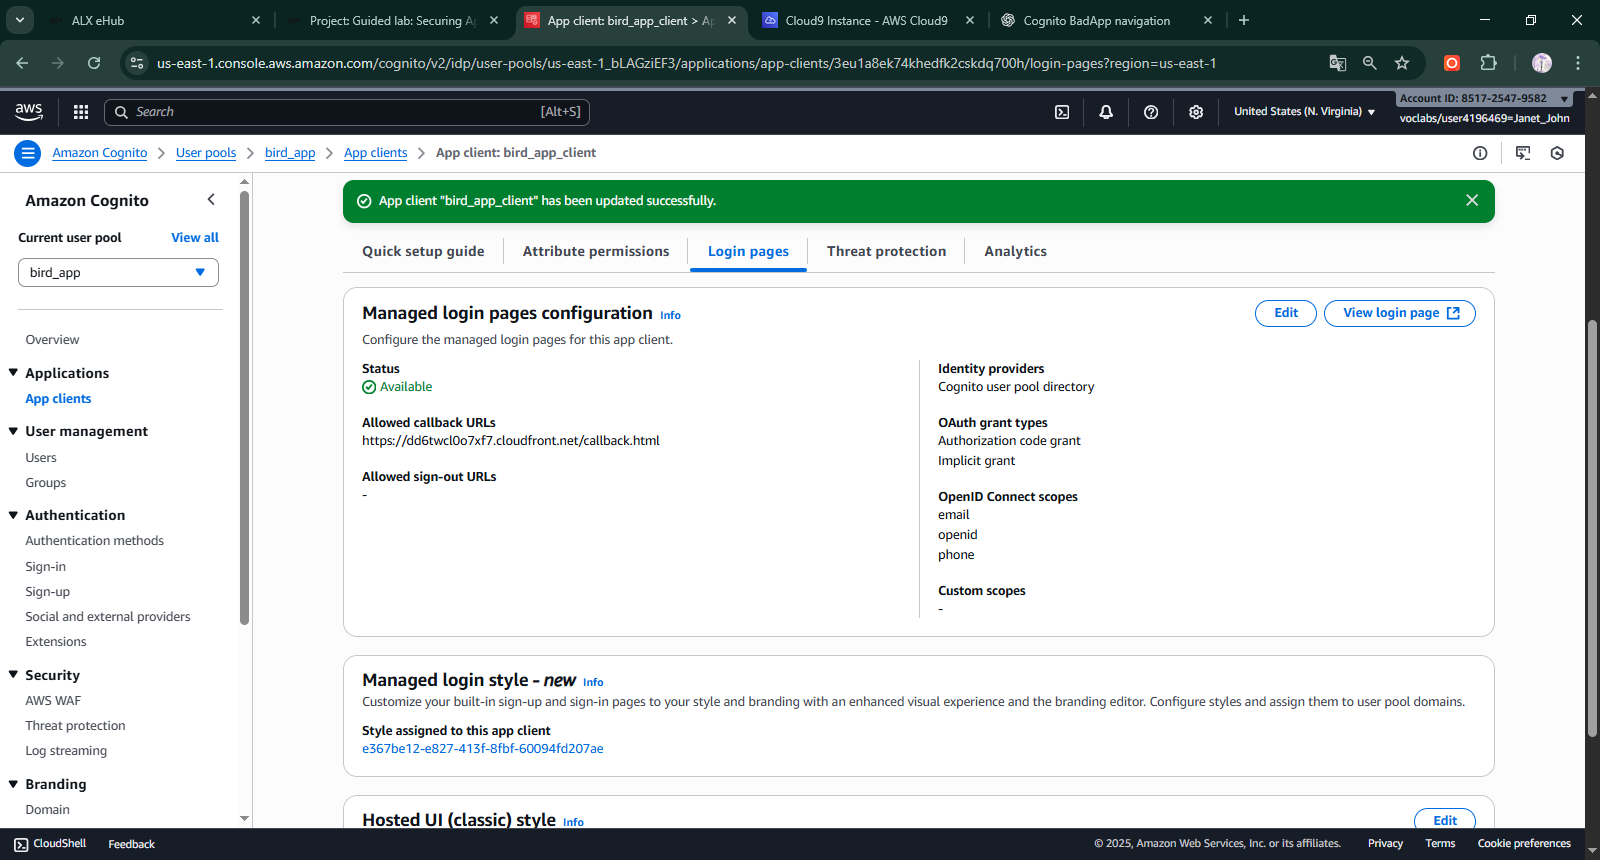 ALX eHub
Project: Guided lab: Securing A
App client: bird_app_client > Ap
Cloud9 Instance - AWS Cloud9
Cognito BadApp navigation
us-east-1.console.aws.amazon.com/cognito/v2/idp/user-pools/us-east-1_bLAGziEF3/applications/app-clients/3eu1a8ek74khedfk2cskdq700h/login-pages?region=us-east-1
aws
Search
[Alt+S]
United States (N. Virginia)
Account ID: 8517-2547-9582
voclabs/user4196469=Janet_John
Amazon Cognito
User pools
bird_app
App clients
App client: bird_app_client
Amazon Cognito
Current user pool
View all
bird_app
Overview
Applications
App clients
User management
Users
Groups
Authentication
Authentication methods
Sign-in
Sign-up
Social and external providers
Extensions
Security
AWS WAF
Threat protection
Log streaming
Branding
Domain
App client "bird_app_client" has been updated successfully.
Quick setup guide
Attribute permissions
Login pages
Threat protection
Analytics
Managed login pages configuration Info
Edit
View login page
Configure the managed login pages for this app client.
Status
Available
Allowed callback URLs
https://dd6twcl0o7xf7.cloudfront.net/callback.html
Allowed sign-out URLs
-
Identity providers
Cognito user pool directory
OAuth grant types
Authorization code grant
Implicit grant
OpenID Connect scopes
email
openid
phone
Custom scopes
-
Managed login style - new Info
Customize your built-in sign-up and sign-in pages to your style and branding with an enhanced visual experience and the branding editor. Configure styles and assign them to user pool domains.
Style assigned to this app client
e367be12-e827-413f-8fbf-60094fd207ae
Hosted UI (classic) style Info
Edit
CloudShell
Feedback
© 2025, Amazon Web Services, Inc. or its affiliates.
Privacy
Terms
Cookie preferences